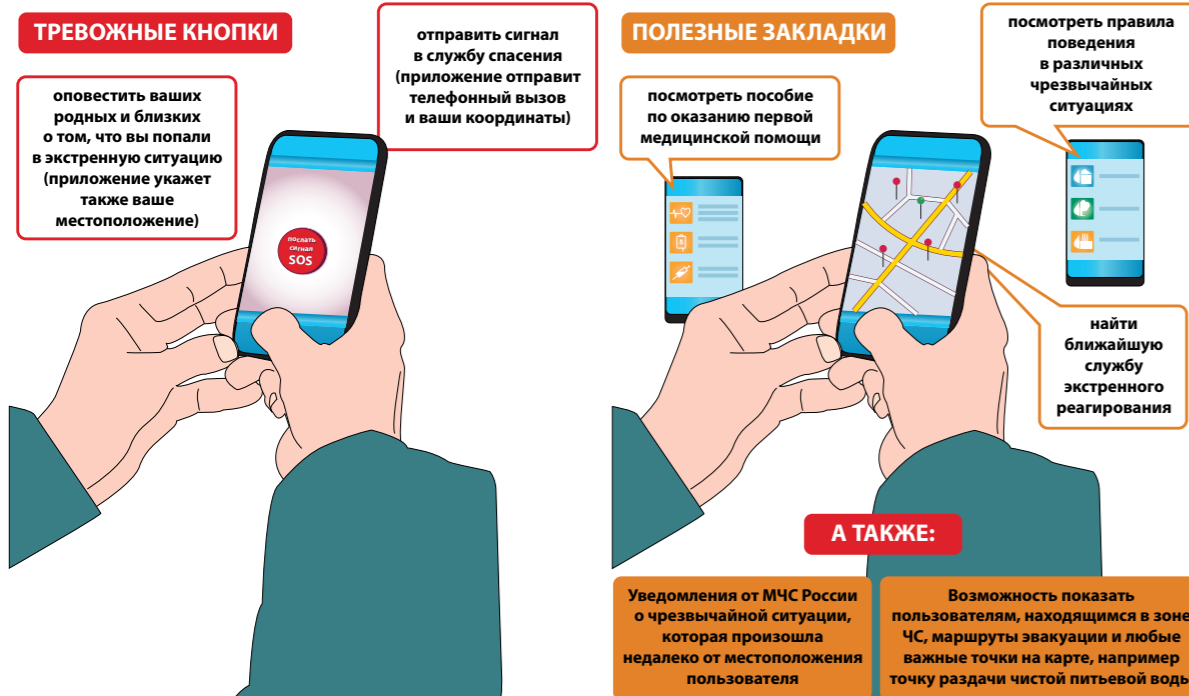 ТРЕВОЖНЫЕ КНОПКИ
оповестить ваших
родных и близких
о том, что вы попали
в экстренную ситуацию
(приложение укажет
также ваше
местоположение)
отправить сигнал
в службу спасения
(приложение отправит
телефонный вызов
и ваши координаты)
послать
сигнал
SOS
ПОЛЕЗНЫЕ ЗАКЛАДКИ
посмотреть пособие
по оказанию первой
медицинской помощи
посмотреть правила
поведения
в различных
чрезвычайных
ситуациях
найти
ближайшую
службу
экстренного
реагирования
А ТАКЖЕ:
Уведомления от МЧС России
о чрезвычайной ситуации,
которая произошла
недалеко от местоположения
пользователя
Возможность показать
пользователям, находящимся в зоне
ЧС, маршруты эвакуации и любые
важные точки на карте, например
точку раздачи чистой питьевой воды